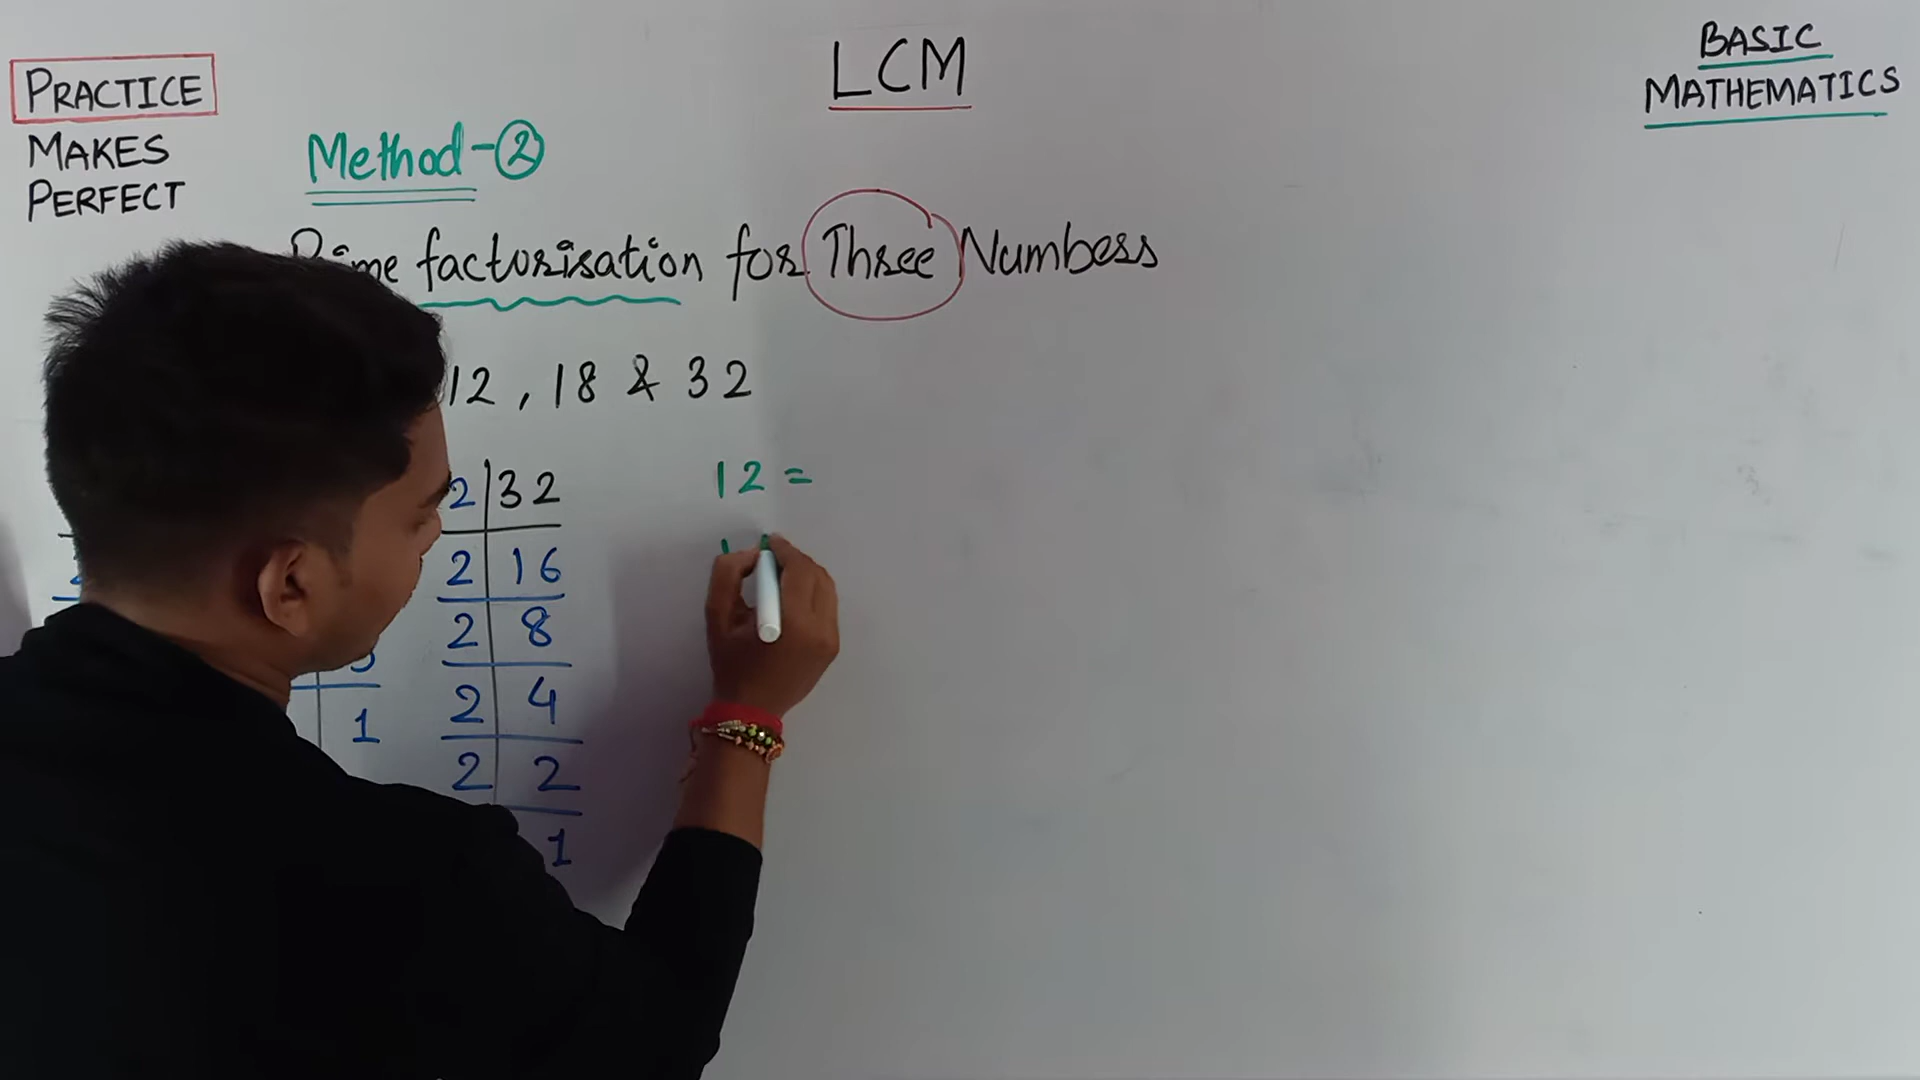 LCM
BASIC
MATHEMATICS
PRACTICE
MAKES
PERFECT
Method-②
factorisation for Three Numbers
12, 18 & 32
2 32
2 16
2 8
2 4
2 2
1
1
12 =